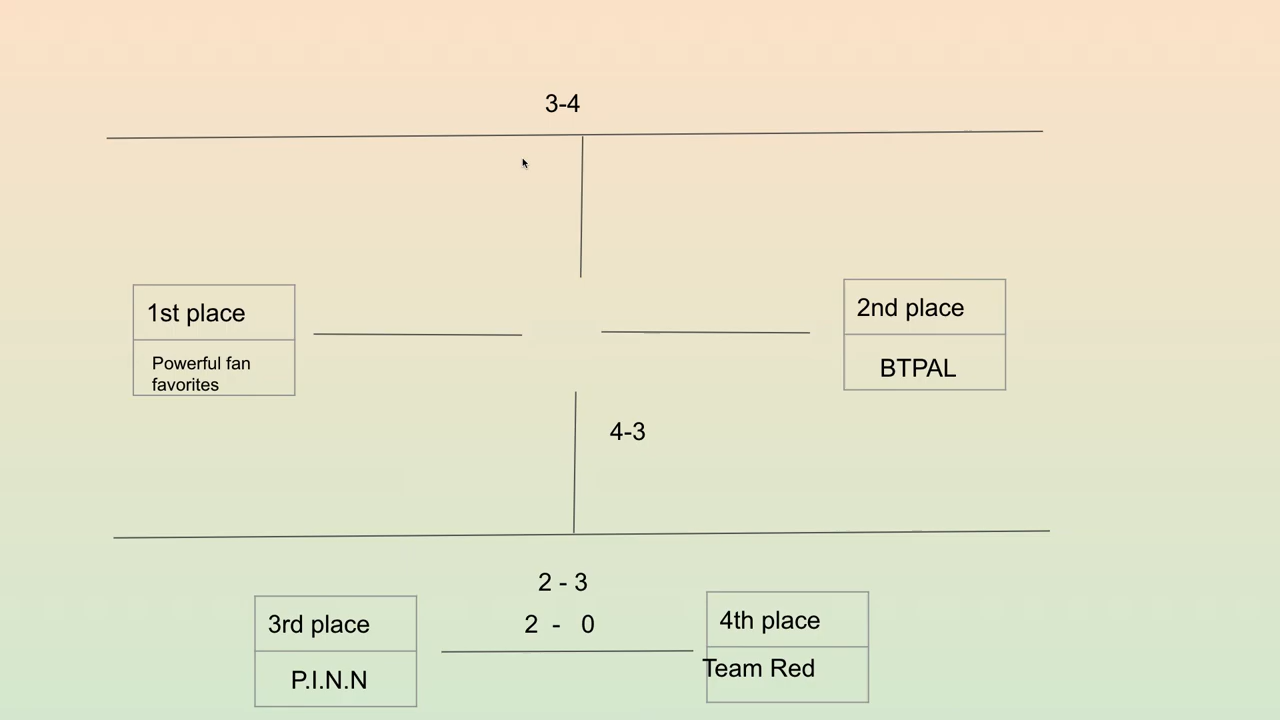 3-4
1st place
Powerful fan
favorites
2nd place
BTPAL
4-3
2 - 3
2 - 0
3rd place
P.I.N.N
4th place
Team Red